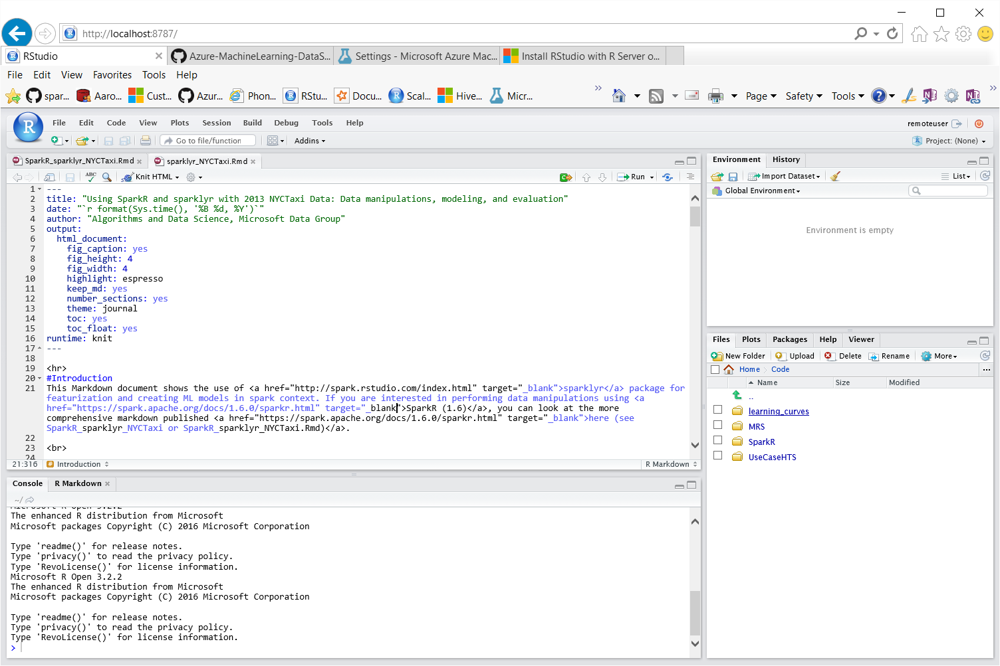 http://localhost:8787/
RStudio
Azure-MachineLearning-DataS...
Settings - Microsoft Azure Mac...
Install RStudio with R Server o...
File Edit View Favorites Tools Help
spar... Aaro... Cust... Azur... Phon... RStu... Docu... Scal... Hive... Micr... » Page Safety Tools »
File Edit Code View Plots Session Build Debug Tools Help
remoteuser
Go to file/function Addins
Project: (None)
SparkR_sparklyr_NYCTaxi.Rmd sparklyr_NYCTaxi.Rmd
ABC Knit HTML Run
1 ---
2 title: "Using SparkR and sparklyr with 2013 NYCTaxi Data: Data manipulations, modeling, and evaluation"
3 date: "`r format(Sys.time(), '%B %d, %Y')`"
4 author: "Algorithms and Data Science, Microsoft Data Group"
5 output:
6 html_document:
7 fig_caption: yes
8 fig_height: 4
9 fig_width: 4
10 highlight: espresso
11 keep_md: yes
12 number_sections: yes
13 theme: journal
14 toc: yes
15 toc_float: yes
16 runtime: knit
17 ---
18
19 <hr>
20 #Introduction
21 This Markdown document shows the use of <a href="http://spark.rstudio.com/index.html" target="_blank">sparklyr</a> package for
featurization and creating ML models in spark context. If you are interested in performing data manipulations using <a
href="https://spark.apache.org/docs/1.6.0/sparkr.html" target="_blank">SparkR (1.6)</a>, you can look at the more
comprehensive markdown published <a href="https://spark.apache.org/docs/1.6.0/sparkr.html" target="_blank">here (see
SparkR_sparklyr_NYCTaxi or SparkR_sparklyr_NYCTaxi.Rmd)</a>.
22
23 <br>
24
21:316 # Introduction R Markdown
Console R Markdown
~/
Microsoft R Open 3.2.2
The enhanced R distribution from Microsoft
Microsoft packages Copyright (C) 2016 Microsoft Corporation
Type 'readme()' for release notes.
Type 'privacy()' to read the privacy policy.
Type 'RevoLicense()' for license information.
Microsoft R Open 3.2.2
The enhanced R distribution from Microsoft
Microsoft packages Copyright (C) 2016 Microsoft Corporation
Type 'readme()' for release notes.
Type 'privacy()' to read the privacy policy.
Type 'RevoLicense()' for license information.
>
Environment History
Import Dataset List
Global Environment
Environment is empty
Files Plots Packages Help Viewer
New Folder Upload Delete Rename More
Home Code ...
Name Size Modified
..
learning_curves
MRS
SparkR
UseCaseHTS